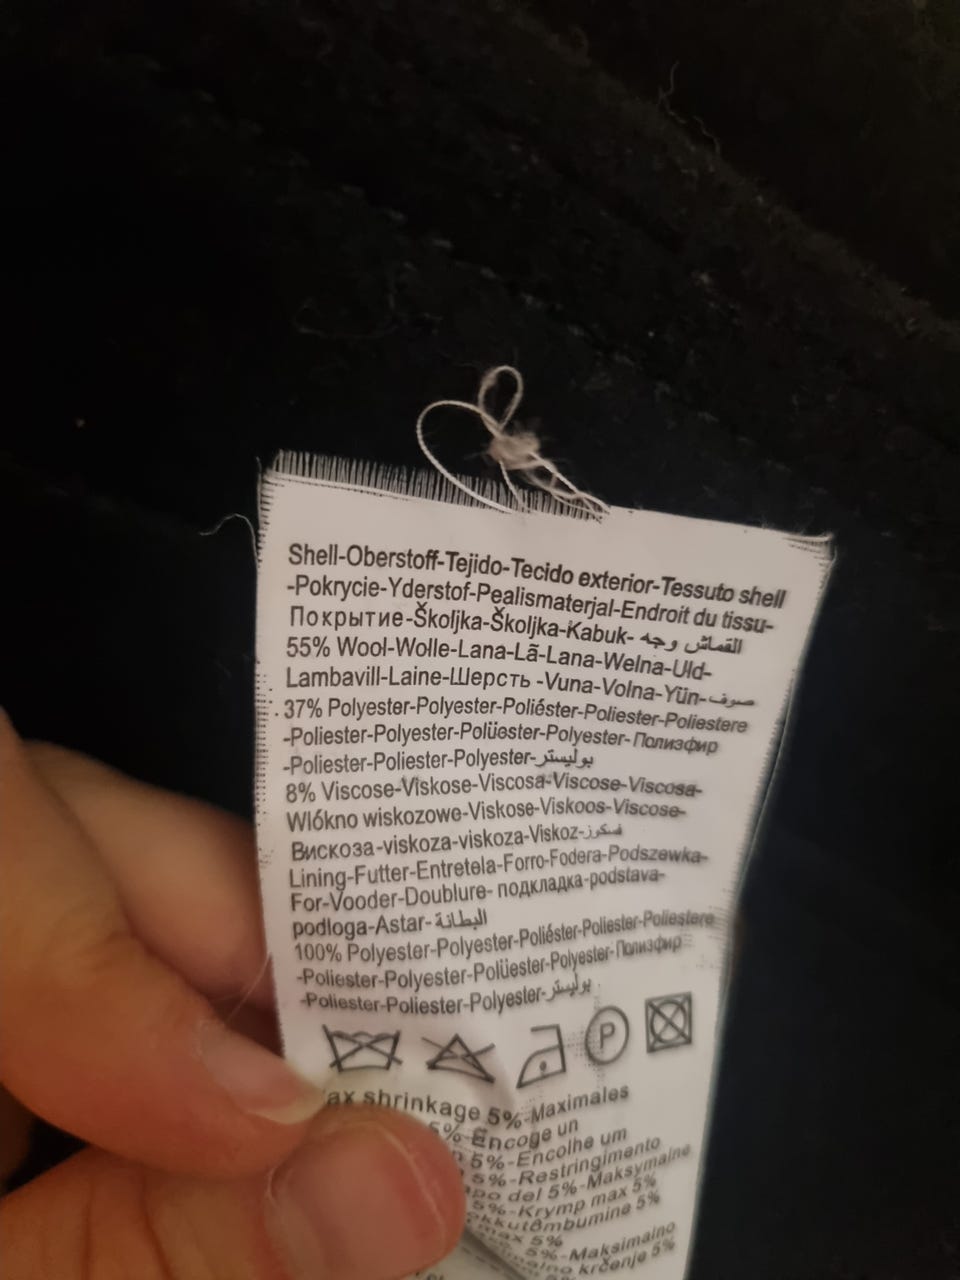 Shell-Oberstoff-Tejido-Tecido exterior-Tessuto shell
-Pokrycie-Yderstof-Pealismaterjal-Endroit du tissu-
Покрытие-Školjka-Školjka-Kabuk- القماش وجه
55% Wool-Wolle-Lana-Lã-Lana-Welna-Uld-
Lambavill-Laine-Шерсть -Vuna-Volna-Yün-صوف
37% Polyester-Polyester-Poliéster-Poliester-Poliestere
-Poliester-Polyester-Polüester-Polyester-Полиэфир
-Poliester-Poliester-Polyester-بوليستر
8% Viscose-Viskose-Viscosa-Viscose-Viscosa-
Wlókno wiskozowe-Viskose-Viskoos-Viscose-
Вискоза-viskoza-viskoza-Viskoz-فسكوز
Lining-Futter-Entretela-Forro-Fodera-Podszewka-
For-Vooder-Doublure- подкладка-podstava-
podloga-Astar-البطانة
100% Polyester-Polyester-Poliéster-Poliester-Poliestere
-Poliester-Polyester-Polüester-Polyester-Полиэфир
-Poliester-Poliester-Polyester-بوليستر
P
shrinkage 5%-Maximales
5%-Encoge un
5%-Encolhe um
5%-Restringimento
del 5%-Maksymalne
5%-Krymp max 5%
5%
max 5%
5%-Maksimalno
krčenje 5%